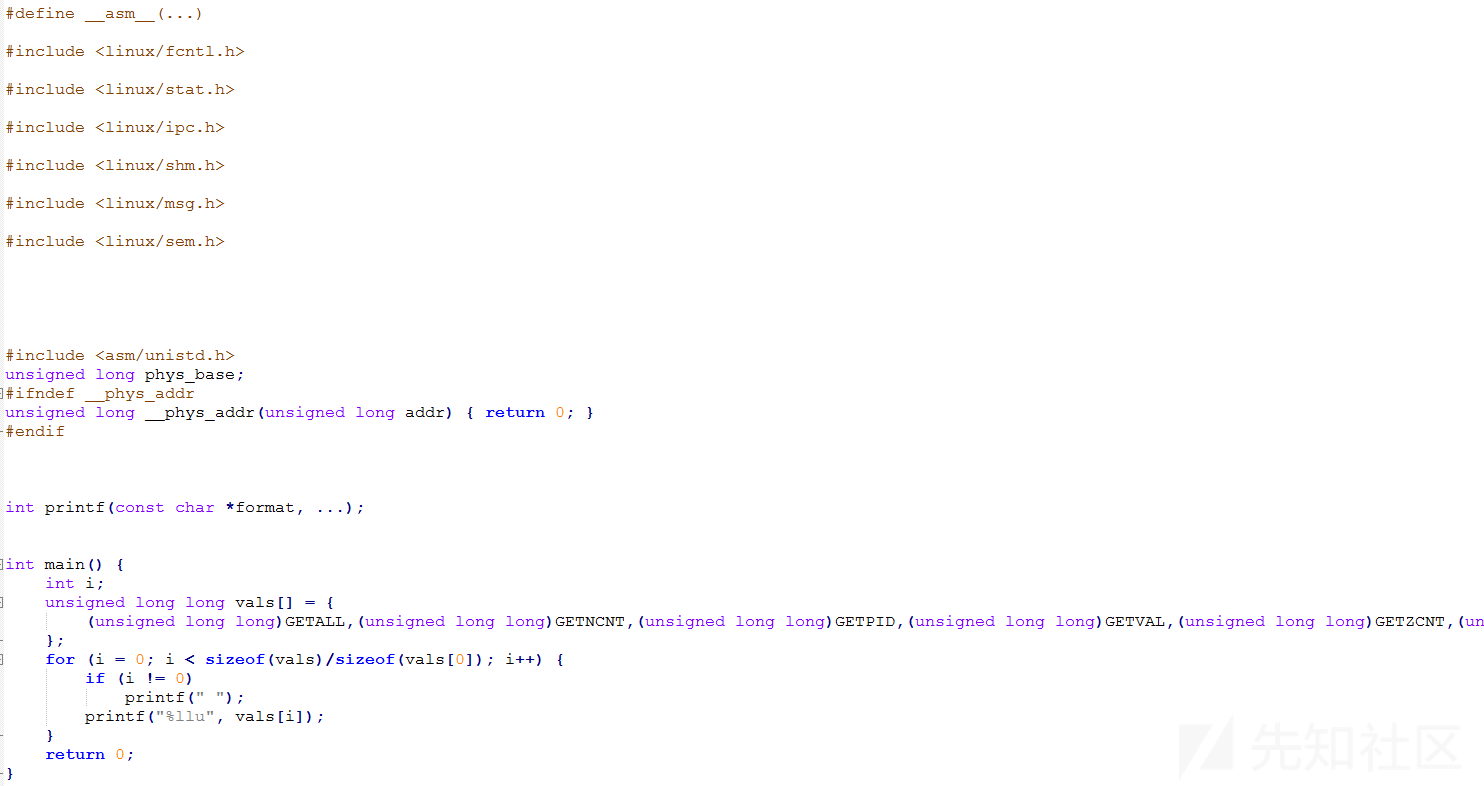 #define __asm__(...)
#include <linux/fcntl.h>
#include <linux/stat.h>
#include <linux/ipc.h>
#include <linux/shm.h>
#include <linux/msg.h>
#include <linux/sem.h>
#include <asm/unistd.h>
unsigned long phys_base;
#ifndef __phys_addr
unsigned long __phys_addr(unsigned long addr) { return 0; }
#endif
int printf(const char *format, ...);
int main() {
int i;
unsigned long long vals[] = {
(unsigned long long)GETALL,(unsigned long long)GETNCNT,(unsigned long long)GETPID,(unsigned long long)GETVAL,(unsigned long long)GETZCNT,(un
};
for (i = 0; i < sizeof(vals)/sizeof(vals[0]); i++) {
if (i != 0)
printf(" ");
printf("%llu", vals[i]);
}
return 0;
}
先知社区